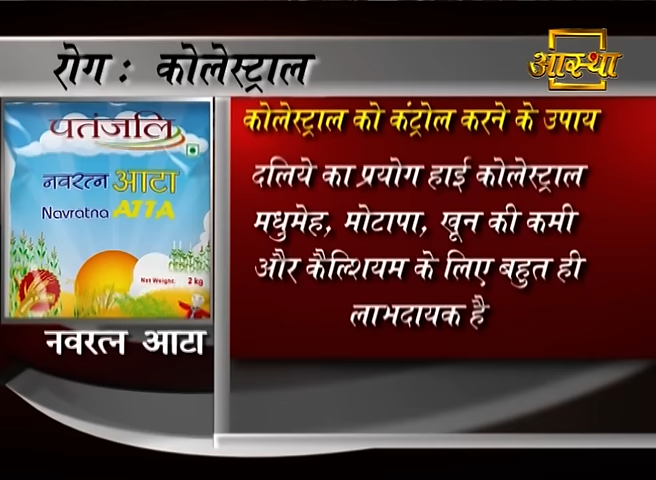 रोग : कोलेस्ट्राल
आस्था
पतंजलि
नवरत्न आटा
Navratna ATTA
Net Weight: 2 kg
नवरत्न आटा
कोलेस्ट्राल को कंट्रोल करने के उपाय
दलिये का प्रयोग हाई कोलेस्ट्राल
मधुमेह, मोटापा, खून की कमी
और कैल्शियम के लिए बहुत ही
लाभदायक है